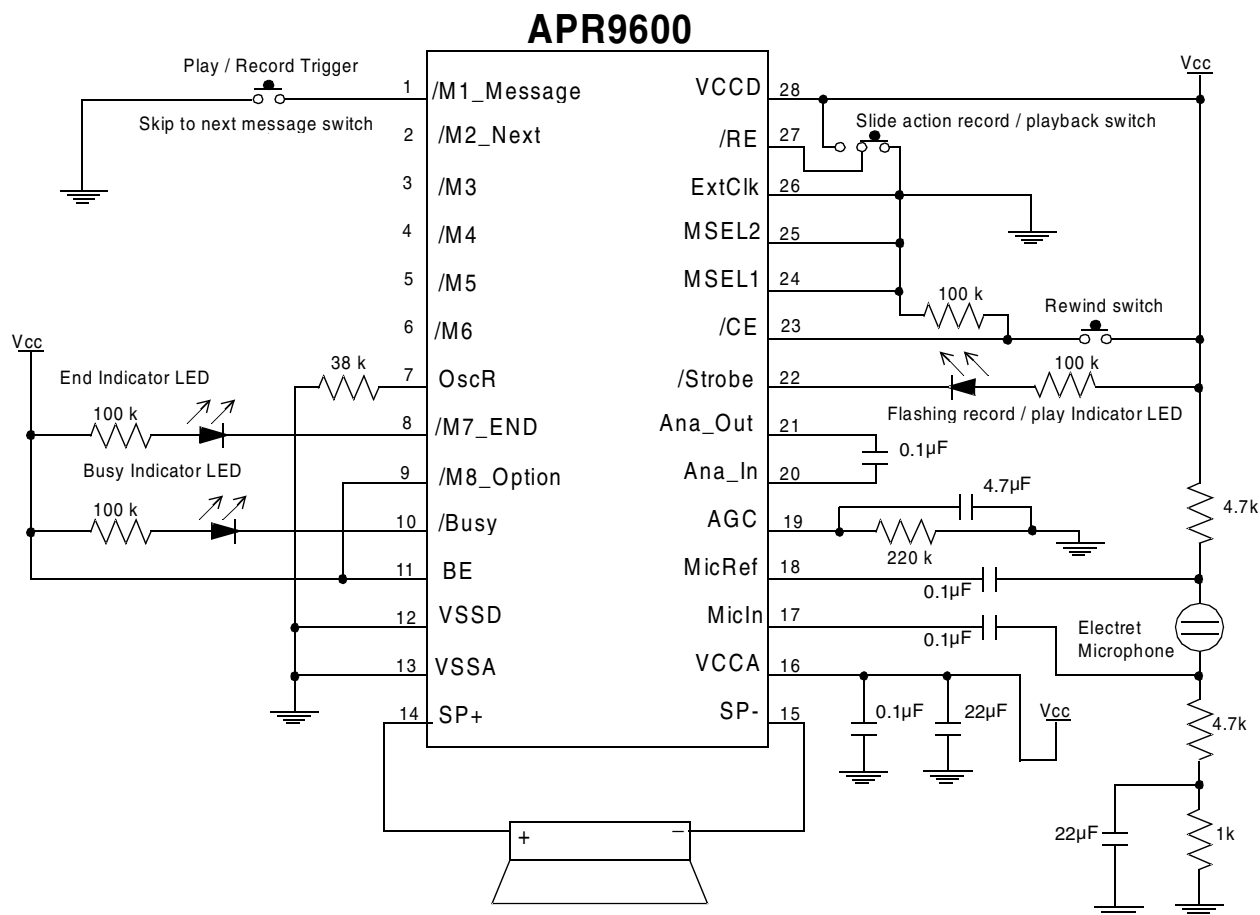 APR9600
Play / Record Trigger
Skip to next message switch
1
/M1_Message
2
/M2_Next
3
/M3
4
/M4
5
/M5
6
/M6
7
OscR
38 k
8
/M7_END
9
/M8_Option
10
/Busy
11
BE
12
VSSD
13
VSSA
14
SP+
Vcc
End Indicator LED
100 k
Busy Indicator LED
100 k
VCCD
28
/RE
27
ExtClk
26
MSEL2
25
MSEL1
24
/CE
23
/Strobe
22
Ana_Out
21
Ana_In
20
AGC
19
MicRef
18
MicIn
17
VCCA
16
SP-
15
Vcc
Slide action record / playback switch
100 k
Rewind switch
100 k
Flashing record / play Indicator LED
0.1µF
4.7µF
220 k
4.7k
0.1µF
0.1µF
Electret
Microphone
0.1µF
22µF
Vcc
4.7k
22µF
1k
+
−